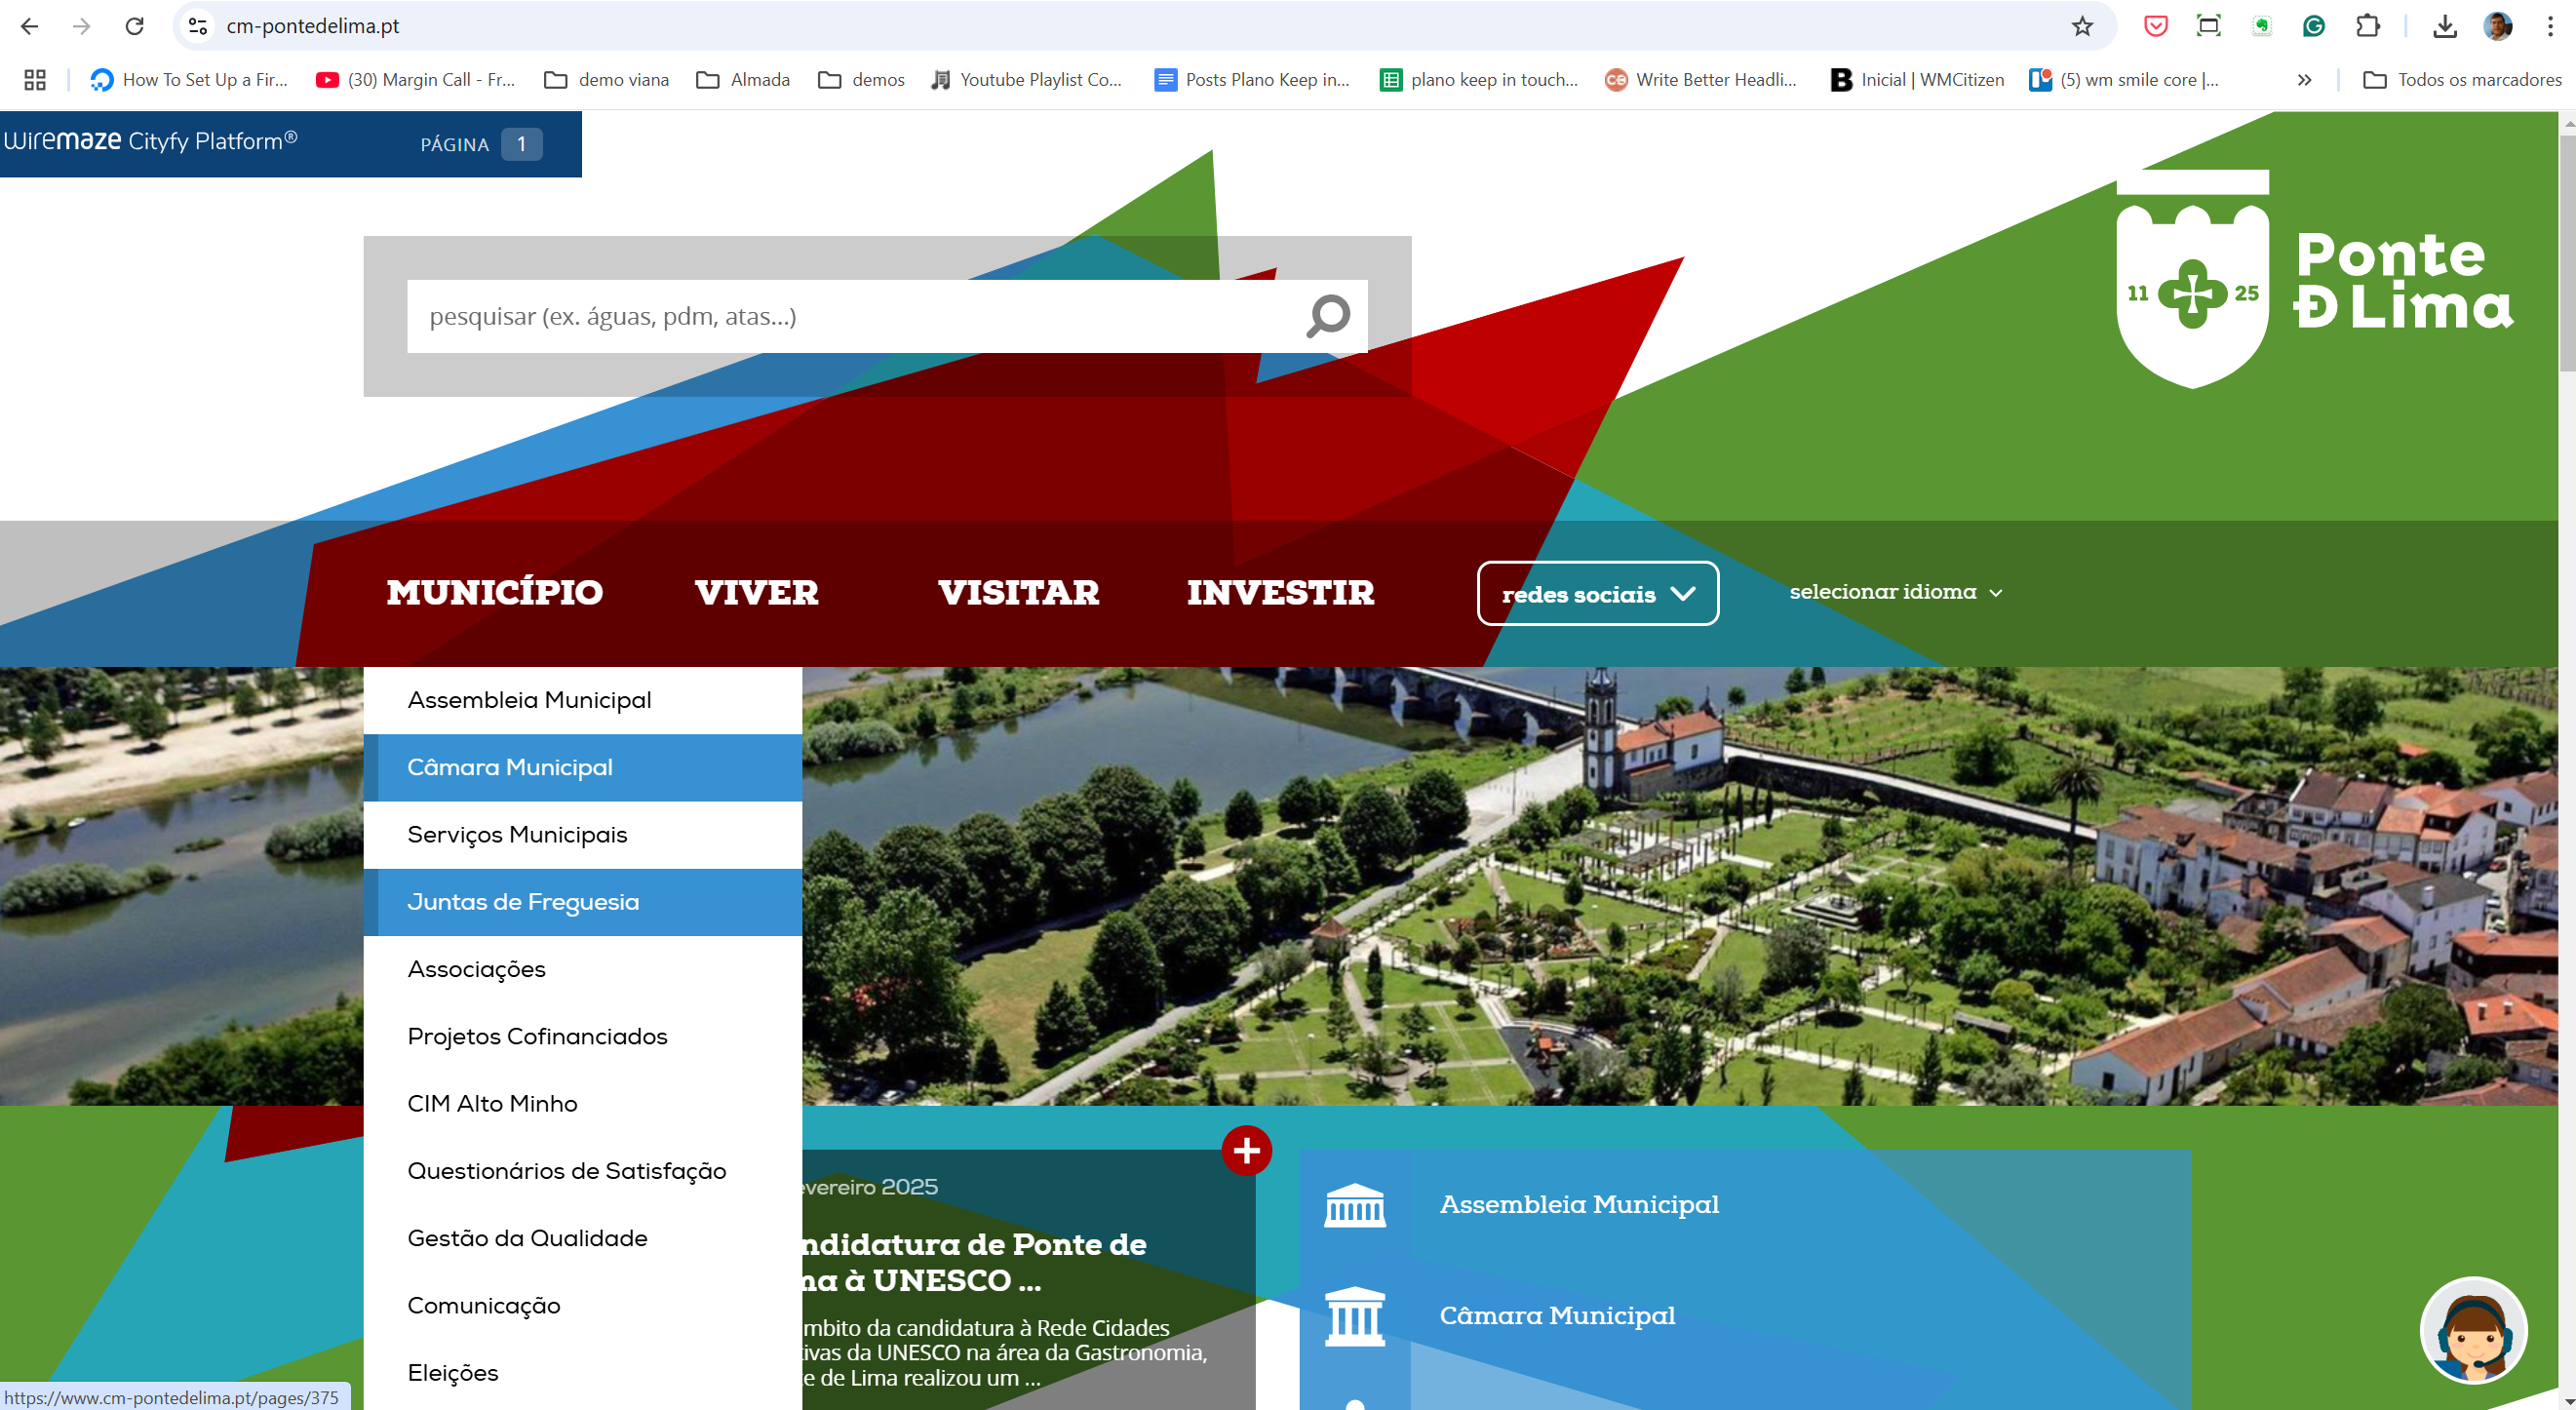 cm-pontedelima.pt
How To Set Up a Fir...
(30) Margin Call - Fr...
demo viana
Almada
demos
Youtube Playlist Co...
Posts Plano Keep in...
plano keep in touch...
Write Better Headli...
Inicial | WMCitizen
(5) wm smile core |...
Todos os marcadores
wiremaze Cityfy Platform®
PÁGINA 1
pesquisar (ex. águas, pdm, atas...)
11 25
Ponte
D Lima
MUNICÍPIO
VIVER
VISITAR
INVESTIR
redes sociais
selecionar idioma
Assembleia Municipal
Câmara Municipal
Serviços Municipais
Juntas de Freguesia
Associações
Projetos Cofinanciados
CIM Alto Minho
Questionários de Satisfação
Gestão da Qualidade
Comunicação
Eleições
evereiro 2025
ndidatura de Ponte de
na à UNESCO ...
mbito da candidatura à Rede Cidades
tivas da UNESCO na área da Gastronomia,
e de Lima realizou um ...
Assembleia Municipal
Câmara Municipal
https://www.cm-pontedelima.pt/pages/375